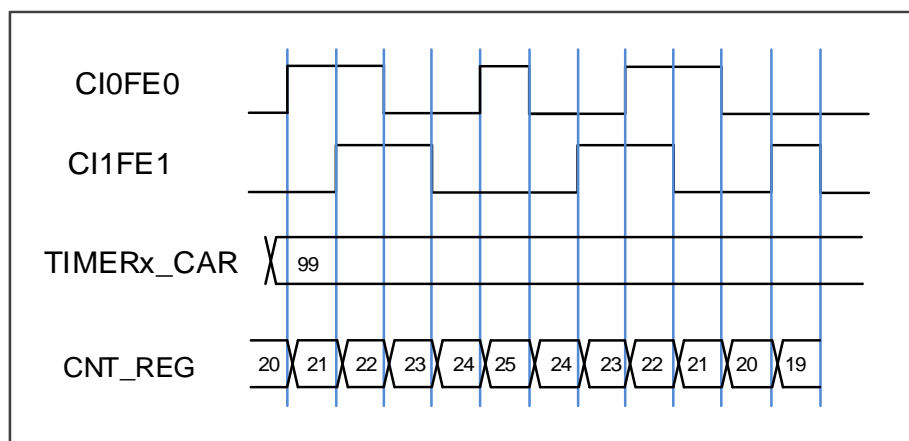 CI0FE0
CI1FE1
TIMERx_CAR 99
CNT_REG 20 21 22 23 24 25 24 23 22 21 20 19